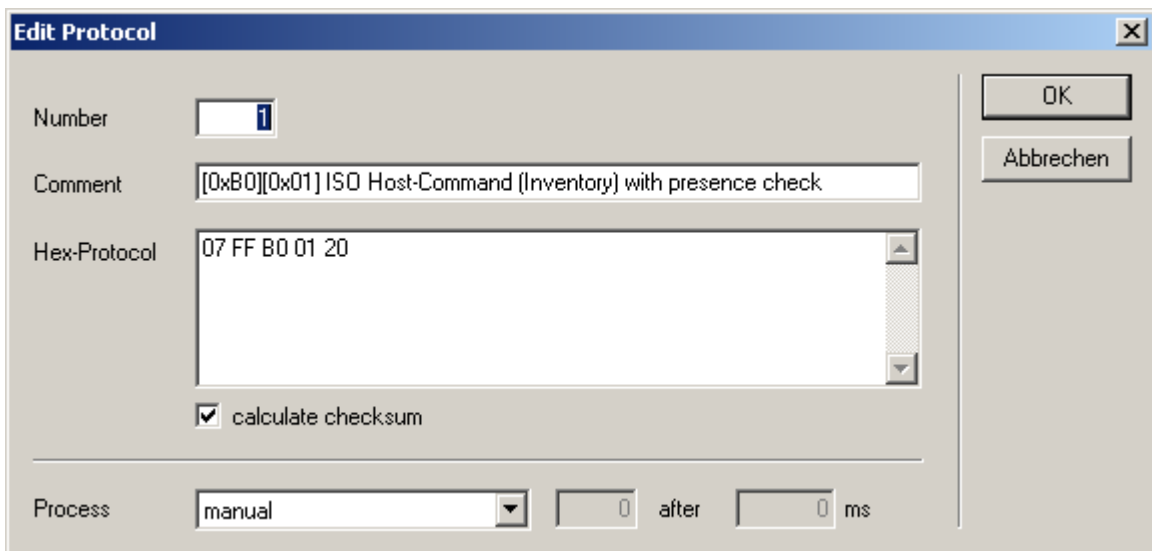 Edit Protocol
Number 1
OK
Abbrechen
Comment [0xB0][0x01] ISO Host-Command (Inventory) with presence check
Hex-Protocol 07 FF B0 01 20
calculate checksum
Process manual 0 after 0 ms